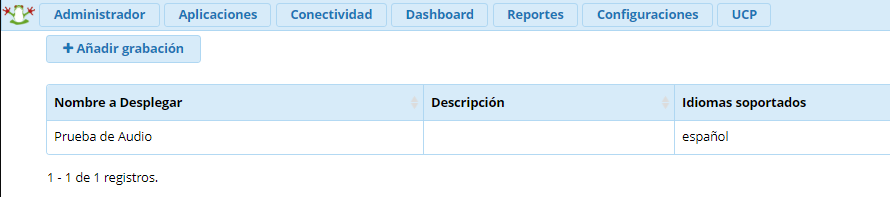 Administrador Aplicaciones Conectividad Dashboard Reportes Configuraciones UCP
+ Añadir grabación
Nombre a Desplegar Descripción Idiomas soportados
Prueba de Audio español
1 - 1 de 1 registros.